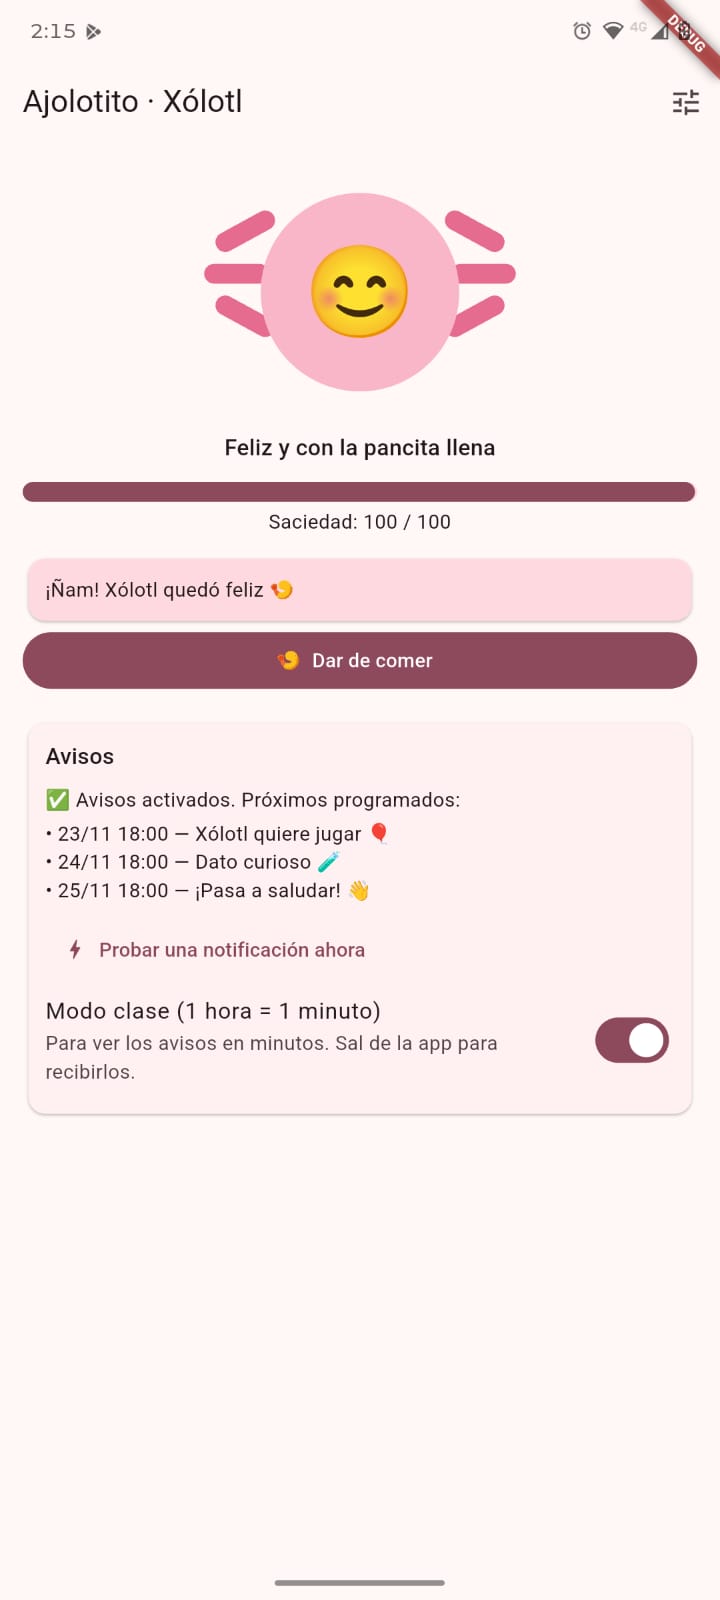 2:15
4G
DEBUG
Ajolotito · Xólotl
Feliz y con la pancita llena
Saciedad: 100 / 100
¡Ñam! Xólotl quedó feliz 🍤
🍤 Dar de comer
Avisos
✅ Avisos activados. Próximos programados:
• 23/11 18:00 — Xólotl quiere jugar 🎈
• 24/11 18:00 — Dato curioso 🧪
• 25/11 18:00 — ¡Pasa a saludar! 👋
Probar una notificación ahora
Modo clase (1 hora = 1 minuto)
Para ver los avisos en minutos. Sal de la app para
recibirlos.